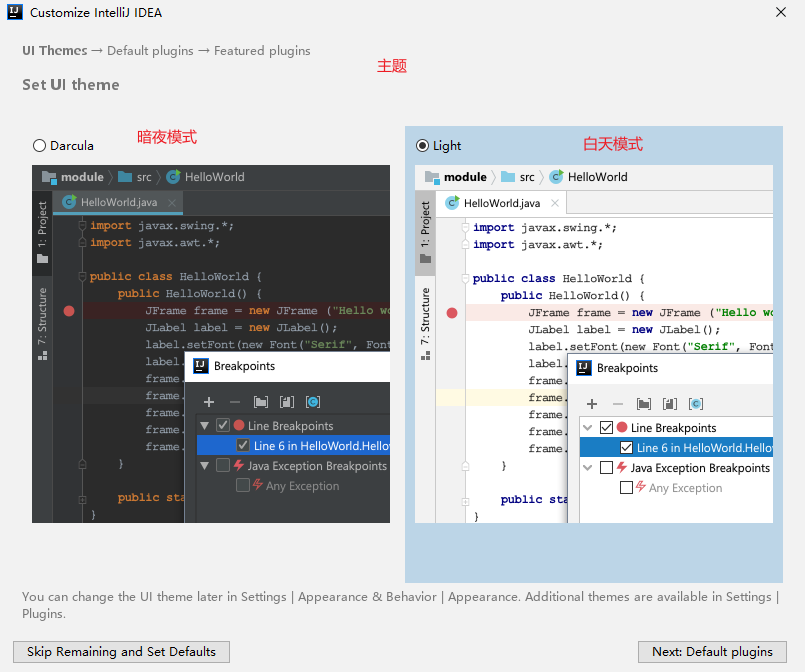 Customize IntelliJ IDEA
UI Themes → Default plugins → Featured plugins
主题
Set UI theme
Darcula
暗夜模式
module
src
HelloWorld
HelloWorld.java
1: Project
7: Structure
import javax.swing.*;
import javax.awt.*;
public class HelloWorld {
public HelloWorld() {
JFrame frame = new JFrame ("Hello wo
JLabel label = new JLabel();
label.setFont(new Font("Serif", Font
label.
frame.
frame.
frame.
frame.
frame.
}
public sta
}
Breakpoints
Line Breakpoints
Line 6 in HelloWorld.Hello
Java Exception Breakpoints
Any Exception
Light
白天模式
module
src
HelloWorld
HelloWorld.java
1: Project
7: Structure
import javax.swing.*;
import javax.awt.*;
public class HelloWorld {
public HelloWorld() {
JFrame frame = new JFrame ("Hello wo
JLabel label = new JLabel();
label.setFont(new Font("Serif", Font
label.
frame.
frame.
frame.
frame.
frame.
}
public sta
}
Breakpoints
Line Breakpoints
Line 6 in HelloWorld.Hello
Java Exception Breakpoints
Any Exception
You can change the UI theme later in Settings | Appearance & Behavior | Appearance. Additional themes are available in Settings |
Plugins.
Skip Remaining and Set Defaults
Next: Default plugins